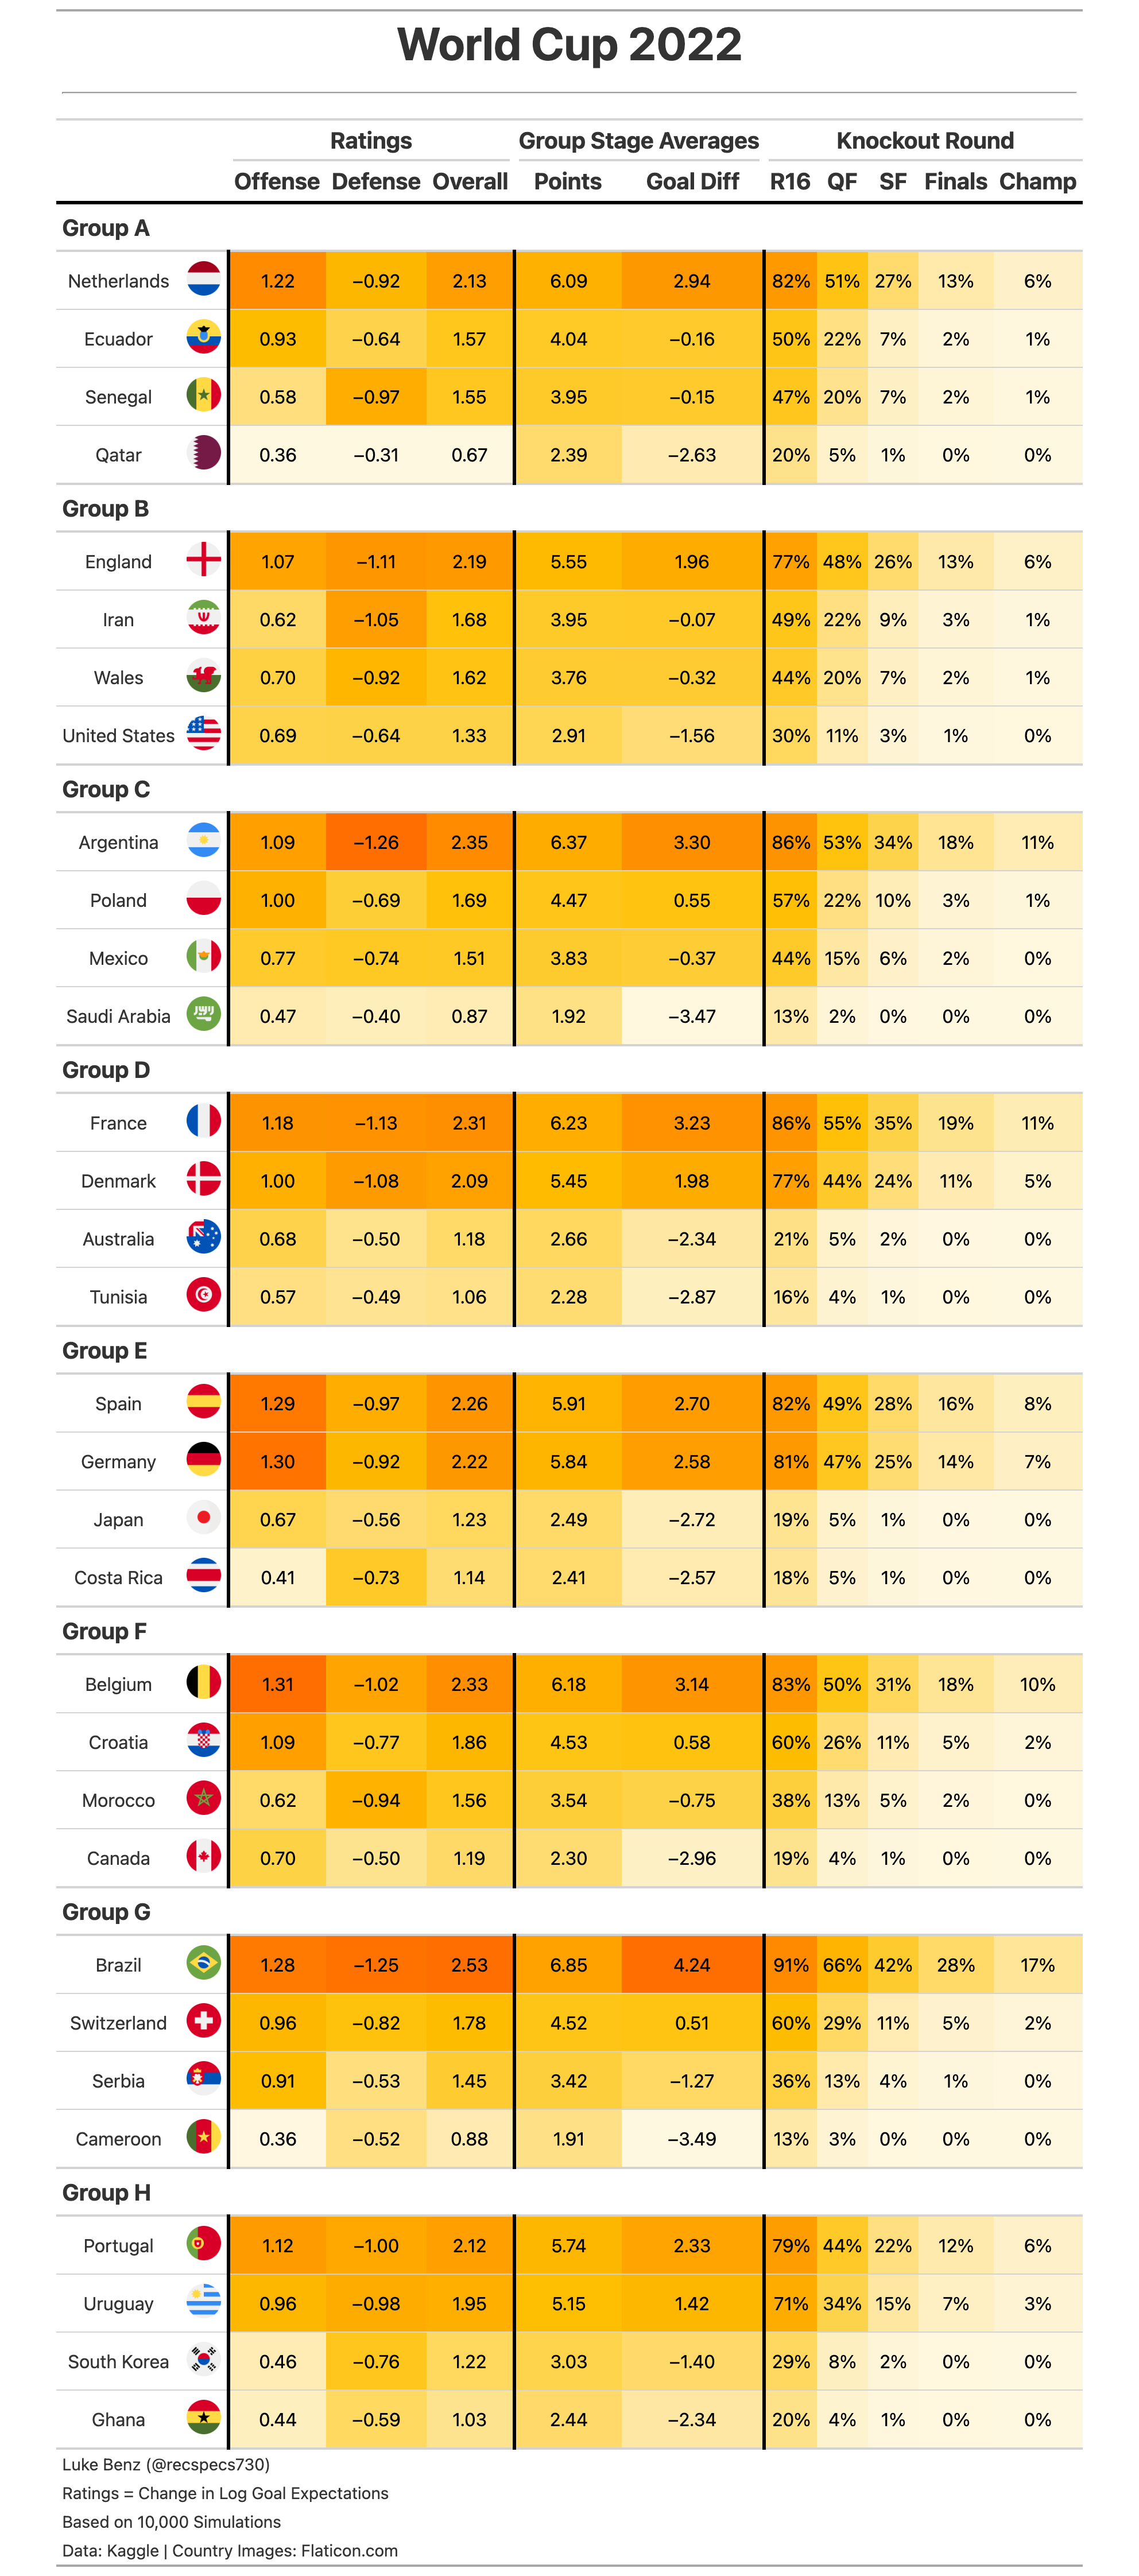 World Cup 2022
Ratings Group Stage Averages Knockout Round
Offense Defense Overall Points Goal Diff R16 QF SF Finals Champ
Group A
Netherlands 1.22 −0.92 2.13 6.09 2.94 82% 51% 27% 13% 6%
Ecuador 0.93 −0.64 1.57 4.04 −0.16 50% 22% 7% 2% 1%
Senegal 0.58 −0.97 1.55 3.95 −0.15 47% 20% 7% 2% 1%
Qatar 0.36 −0.31 0.67 2.39 −2.63 20% 5% 1% 0% 0%
Group B
England 1.07 −1.11 2.19 5.55 1.96 77% 48% 26% 13% 6%
Iran 0.62 −1.05 1.68 3.95 −0.07 49% 22% 9% 3% 1%
Wales 0.70 −0.92 1.62 3.76 −0.32 44% 20% 7% 2% 1%
United States 0.69 −0.64 1.33 2.91 −1.56 30% 11% 3% 1% 0%
Group C
Argentina 1.09 −1.26 2.35 6.37 3.30 86% 53% 34% 18% 11%
Poland 1.00 −0.69 1.69 4.47 0.55 57% 22% 10% 3% 1%
Mexico 0.77 −0.74 1.51 3.83 −0.37 44% 15% 6% 2% 0%
Saudi Arabia 0.47 −0.40 0.87 1.92 −3.47 13% 2% 0% 0% 0%
Group D
France 1.18 −1.13 2.31 6.23 3.23 86% 55% 35% 19% 11%
Denmark 1.00 −1.08 2.09 5.45 1.98 77% 44% 24% 11% 5%
Australia 0.68 −0.50 1.18 2.66 −2.34 21% 5% 2% 0% 0%
Tunisia 0.57 −0.49 1.06 2.28 −2.87 16% 4% 1% 0% 0%
Group E
Spain 1.29 −0.97 2.26 5.91 2.70 82% 49% 28% 16% 8%
Germany 1.30 −0.92 2.22 5.84 2.58 81% 47% 25% 14% 7%
Japan 0.67 −0.56 1.23 2.49 −2.72 19% 5% 1% 0% 0%
Costa Rica 0.41 −0.73 1.14 2.41 −2.57 18% 5% 1% 0% 0%
Group F
Belgium 1.31 −1.02 2.33 6.18 3.14 83% 50% 31% 18% 10%
Croatia 1.09 −0.77 1.86 4.53 0.58 60% 26% 11% 5% 2%
Morocco 0.62 −0.94 1.56 3.54 −0.75 38% 13% 5% 2% 0%
Canada 0.70 −0.50 1.19 2.30 −2.96 19% 4% 1% 0% 0%
Group G
Brazil 1.28 −1.25 2.53 6.85 4.24 91% 66% 42% 28% 17%
Switzerland 0.96 −0.82 1.78 4.52 0.51 60% 29% 11% 5% 2%
Serbia 0.91 −0.53 1.45 3.42 −1.27 36% 13% 4% 1% 0%
Cameroon 0.36 −0.52 0.88 1.91 −3.49 13% 3% 0% 0% 0%
Group H
Portugal 1.12 −1.00 2.12 5.74 2.33 79% 44% 22% 12% 6%
Uruguay 0.96 −0.98 1.95 5.15 1.42 71% 34% 15% 7% 3%
South Korea 0.46 −0.76 1.22 3.03 −1.40 29% 8% 2% 0% 0%
Ghana 0.44 −0.59 1.03 2.44 −2.34 20% 4% 1% 0% 0%
Luke Benz (@recspecs730)
Ratings = Change in Log Goal Expectations
Based on 10,000 Simulations
Data: Kaggle | Country Images: Flaticon.com